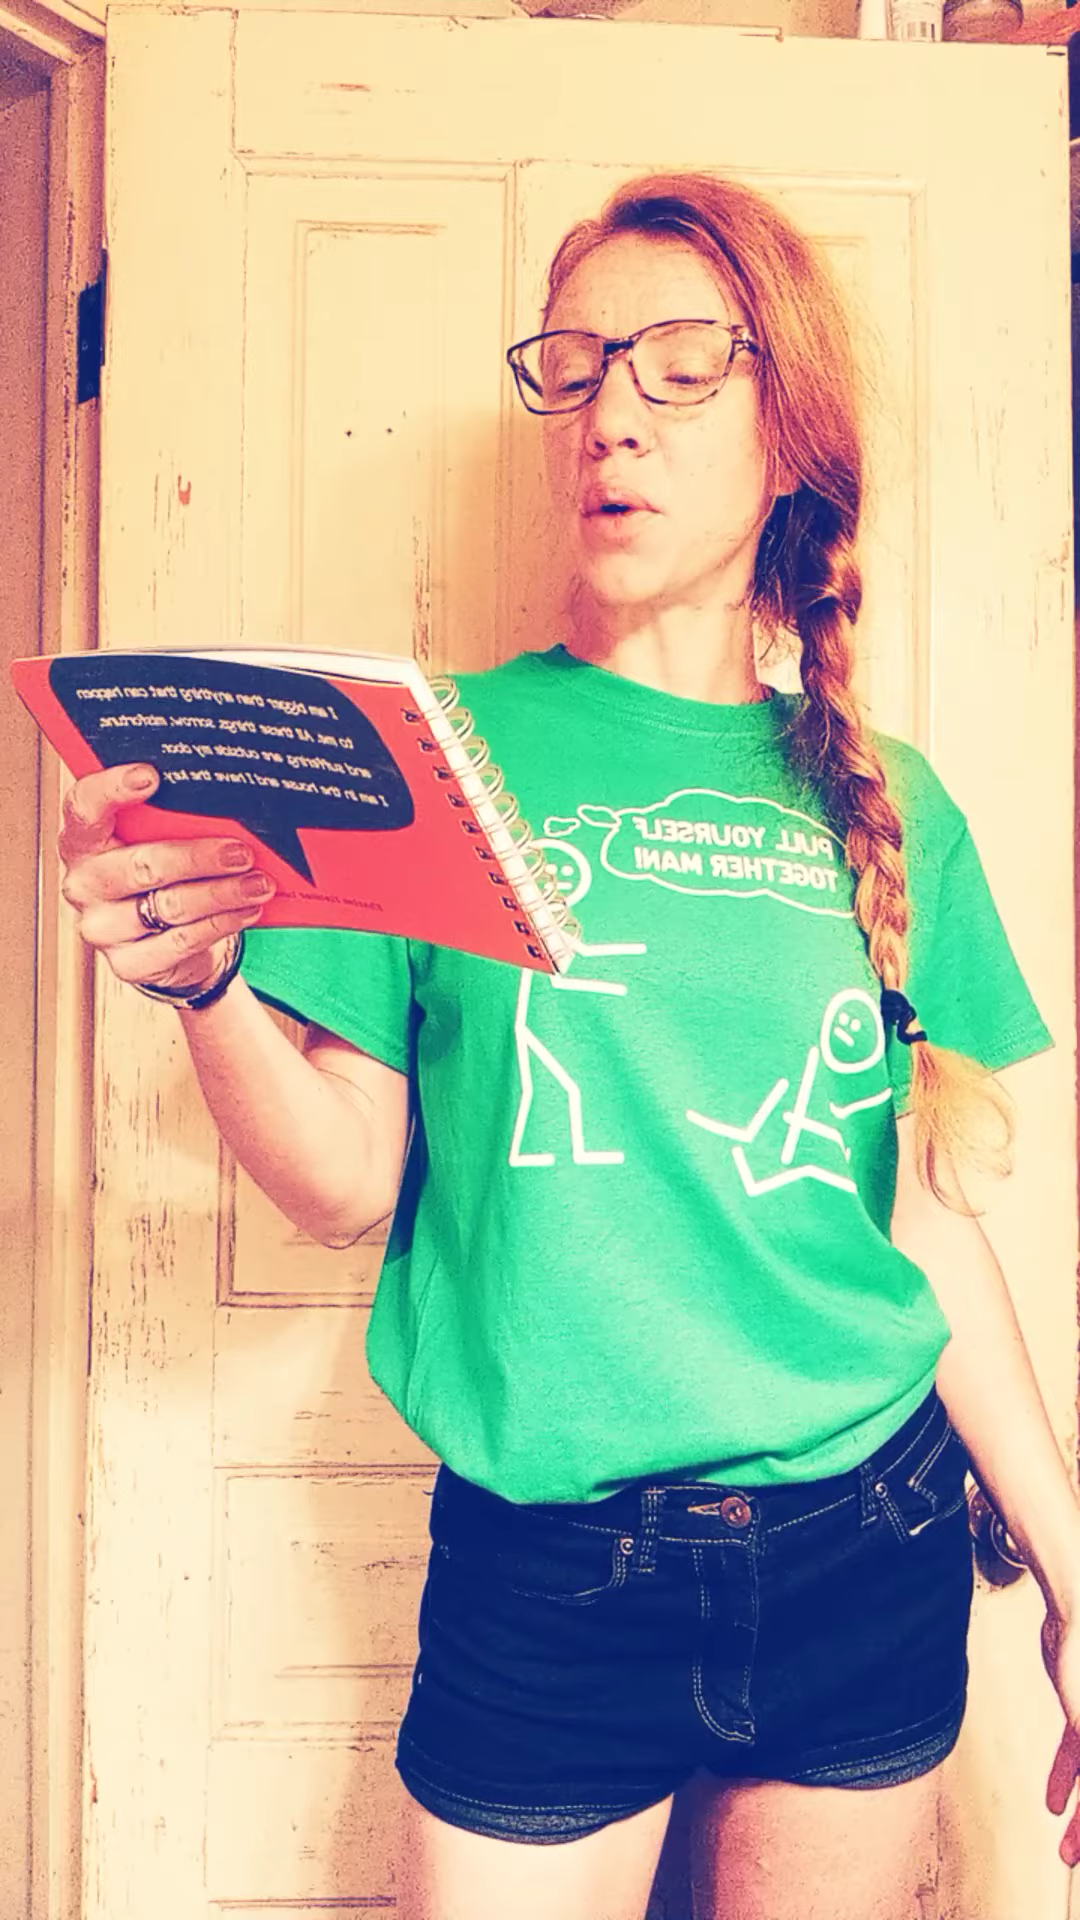 I am bigger than anything that can happen
to me. All these things, sorrow, misfortune,
and suffering are outside my door.
I am in the house and I have the key.
PULL YOURSELF
TOGETHER MAN!